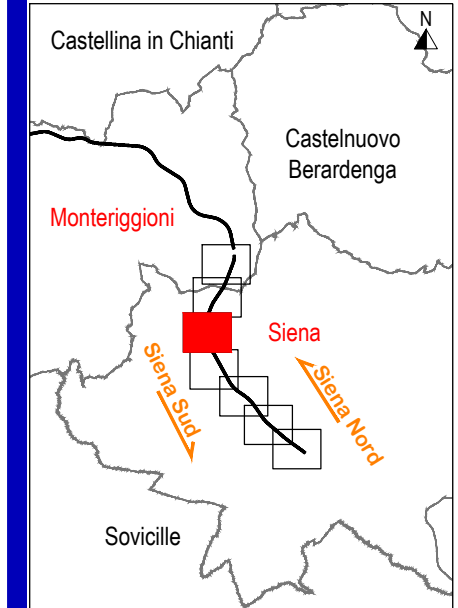 Castellina in Chianti
N
Castelnuovo
Berardenga
Monteriggioni
Siena
Siena Sud
Siena Nord
Sovicille